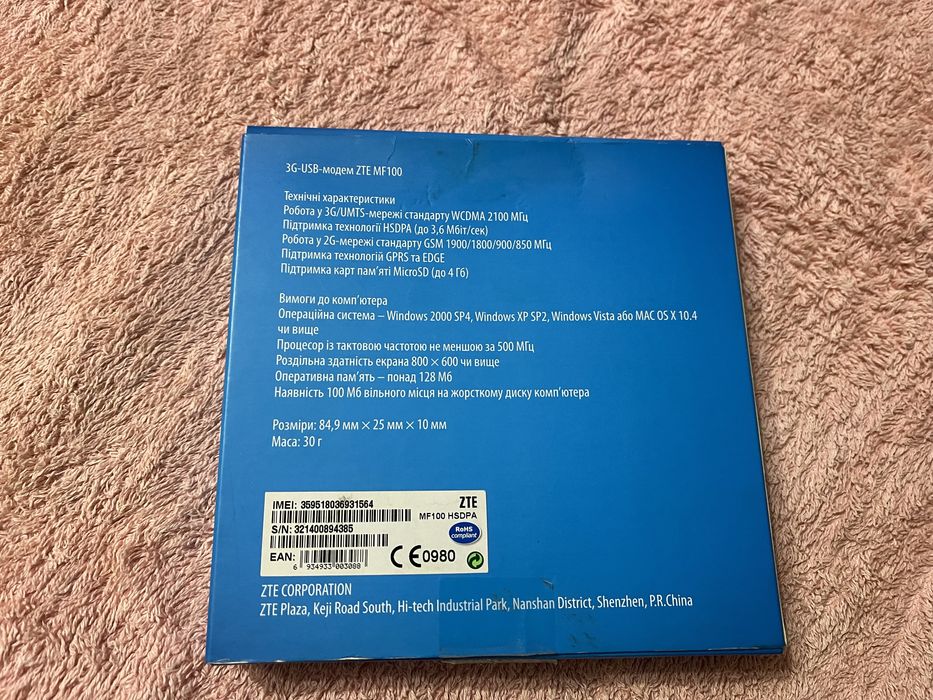 3G-USB-модем ZTE MF100
Технічні характеристики
Робота у 3G/UMTS-мережі стандарту WCDMA 2100 МГц
Підтримка технології HSDPA (до 3,6 Мбіт/сек)
Робота у 2G-мережі стандарту GSM 1900/1800/900/850 МГц
Підтримка технологій GPRS та EDGE
Підтримка карт пам’яті MicroSD (до 4 Гб)
Вимоги до комп’ютера
Операційна система – Windows 2000 SP4, Windows XP SP2, Windows Vista або MAC OS X 10.4
чи вище
Процесор із тактовою частотою не меншою за 500 МГц
Роздільна здатність екрана 800 × 600 чи вище
Оперативна пам’ять – понад 128 Мб
Наявність 100 Мб вільного місця на жорсткому диску комп’ютера
Розміри: 84,9 мм × 25 мм × 10 мм
Маса: 30 г
IMEI: 359518036931564
ZTE
MF100 HSDPA
S/N: 321400894385
RoHS
compliant
EAN:
6 934933 003088
CE0980
ZTE CORPORATION
ZTE Plaza, Keji Road South, Hi-tech Industrial Park, Nanshan District, Shenzhen, P.R.China